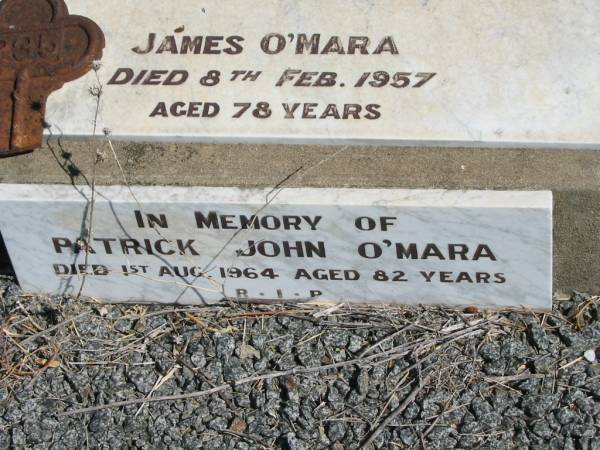 JAMES O'MARA
DIED 8TH FEB. 1957
AGED 78 YEARS
IN MEMORY OF
PATRICK JOHN O'MARA
DIED 1ST AUG. 1964 AGED 82 YEARS
R.I.P